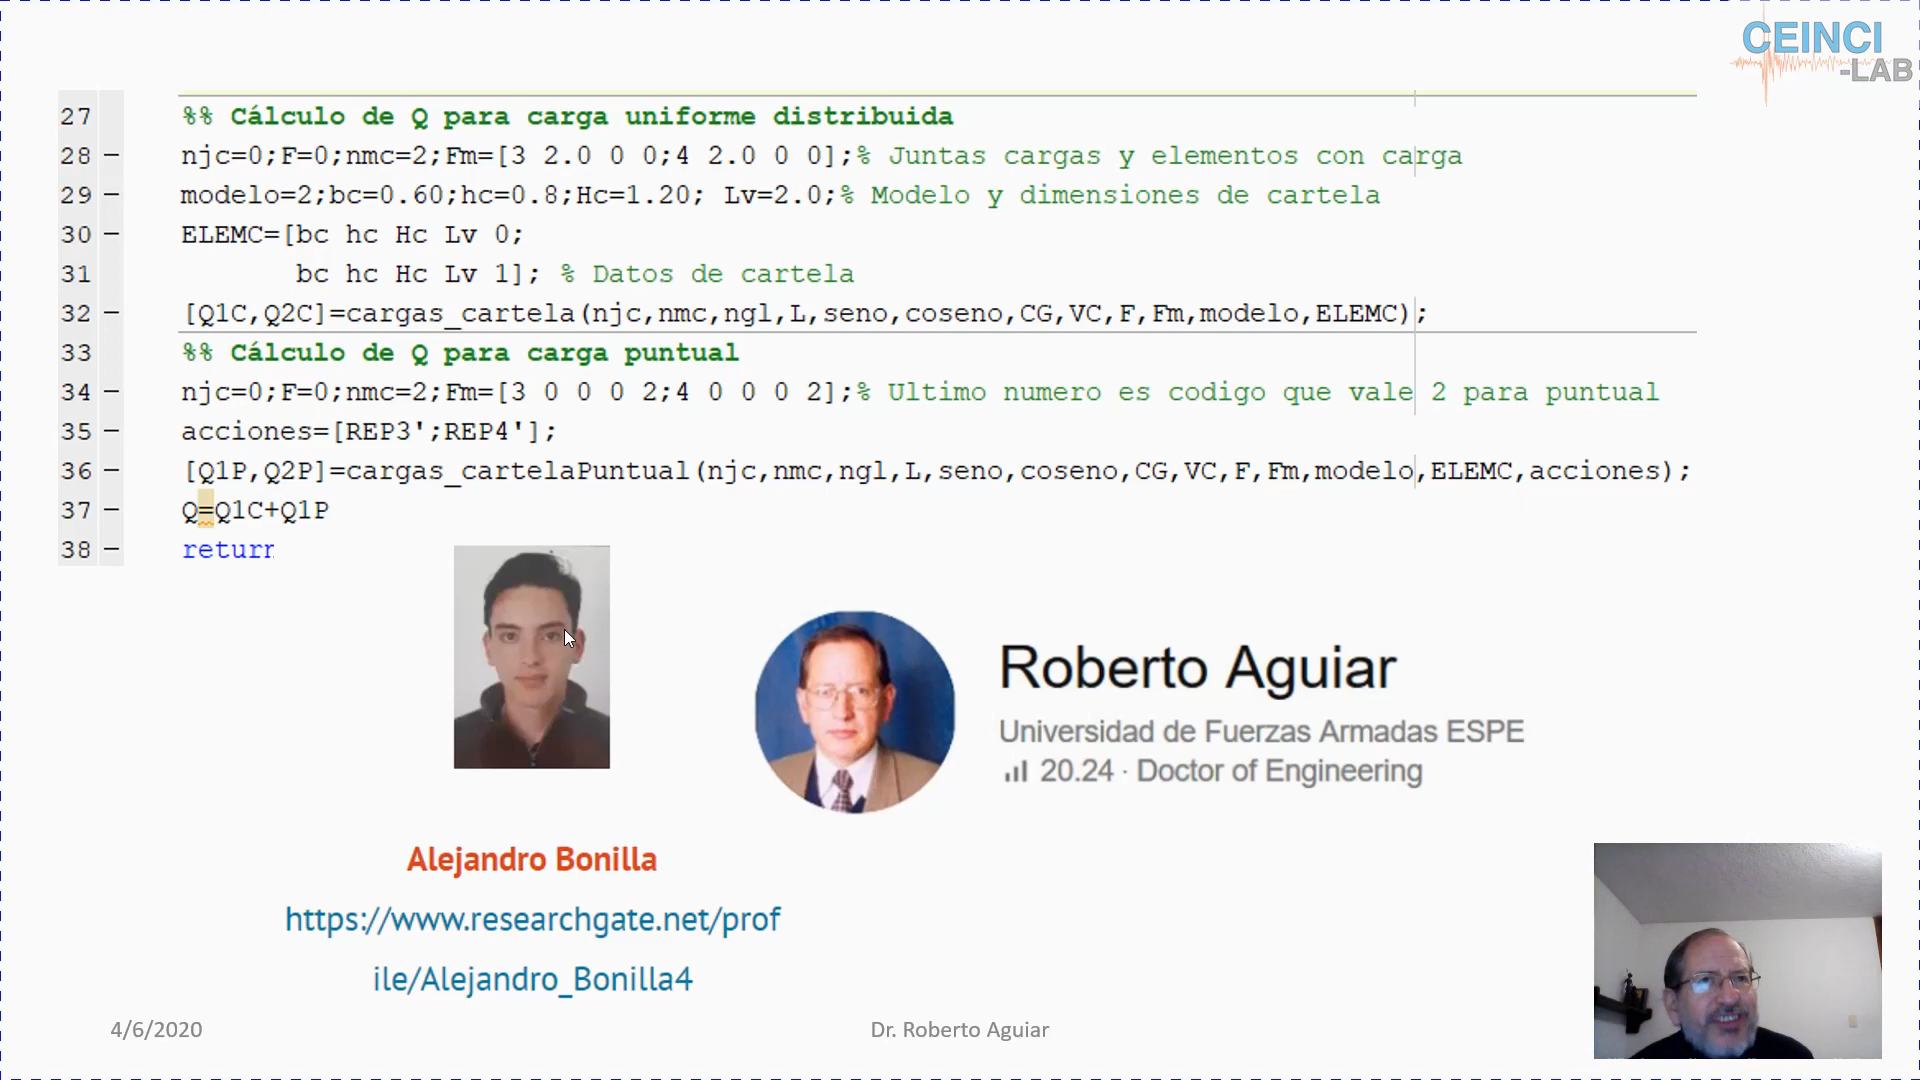 CEINCI
-LAB
27 %% Cálculo de Q para carga uniforme distribuida
28 – njc=0;F=0;nmc=2;Fm=[3 2.0 0 0;4 2.0 0 0];% Juntas cargas y elementos con carga
29 – modelo=2;bc=0.60;hc=0.8;Hc=1.20; Lv=2.0;% Modelo y dimensiones de cartela
30 – ELEMC=[bc hc Hc Lv 0;
31 bc hc Hc Lv 1]; % Datos de cartela
32 – [Q1C,Q2C]=cargas_cartela(njc,nmc,ngl,L,seno,coseno,CG,VC,F,Fm,modelo,ELEMC);
33 %% Cálculo de Q para carga puntual
34 – njc=0;F=0;nmc=2;Fm=[3 0 0 0 2;4 0 0 0 2];% Ultimo numero es codigo que vale 2 para puntual
35 – acciones=[REP3';REP4'];
36 – [Q1P,Q2P]=cargas_cartelaPuntual(njc,nmc,ngl,L,seno,coseno,CG,VC,F,Fm,modelo,ELEMC,acciones);
37 – Q=Q1C+Q1P
38 – return
Roberto Aguiar
Universidad de Fuerzas Armadas ESPE
20.24 · Doctor of Engineering
Alejandro Bonilla
https://www.researchgate.net/prof
ile/Alejandro_Bonilla4
4/6/2020
Dr. Roberto Aguiar